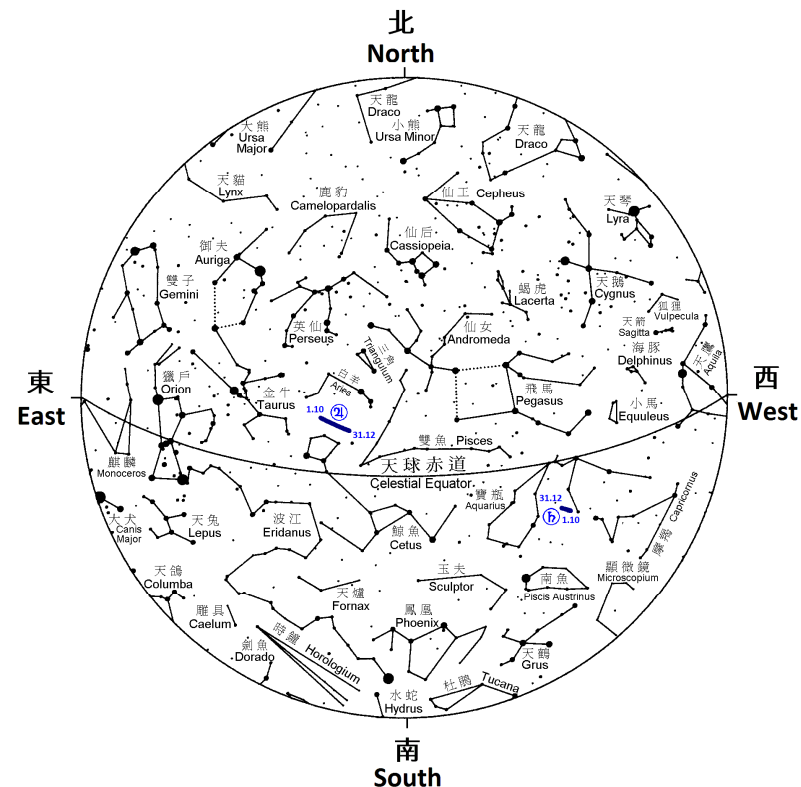 北
North
天龍
Draco
大熊
Ursa
Major
小熊
Ursa Minor
天龍
Draco
天貓
Lynx
鹿豹
Camelopardalis
仙王 Cepheus
天琴
Lyra
御夫
Auriga
仙后
Cassiopeia.
雙子
Gemini
蝎虎
Lacerta
天鵝
Cygnus
狐狸
Vulpecula
英仙
Perseus
仙女
Andromeda
天箭
Sagitta
三角
Triangulum
海豚
Delphinus
天鷹
Aquila
東
East
獵戶
Orion
金牛
Taurus
白羊
Aries
飛馬
Pegasus
小馬
Equuleus
西
West
1.10
♃
31.12
雙魚 Pisces
麒麟
Monoceros
天球赤道
Celestial Equator
大犬
Canis
Major
天兔
Lepus
波江
Eridanus
鯨魚
Cetus
寶瓶
Aquarius
31.12
♄ 1.10
摩羯 Capricornus
天鴿
Columba
天爐
Fornax
玉夫
Sculptor
南魚
Piscis Austrinus
顯微鏡
Microscopium
雕具
Caelum
時鐘 Horologium
鳳凰
Phoenix
劍魚
Dorado
天鶴
Grus
水蛇
Hydrus
杜鵑 Tucana
南
South